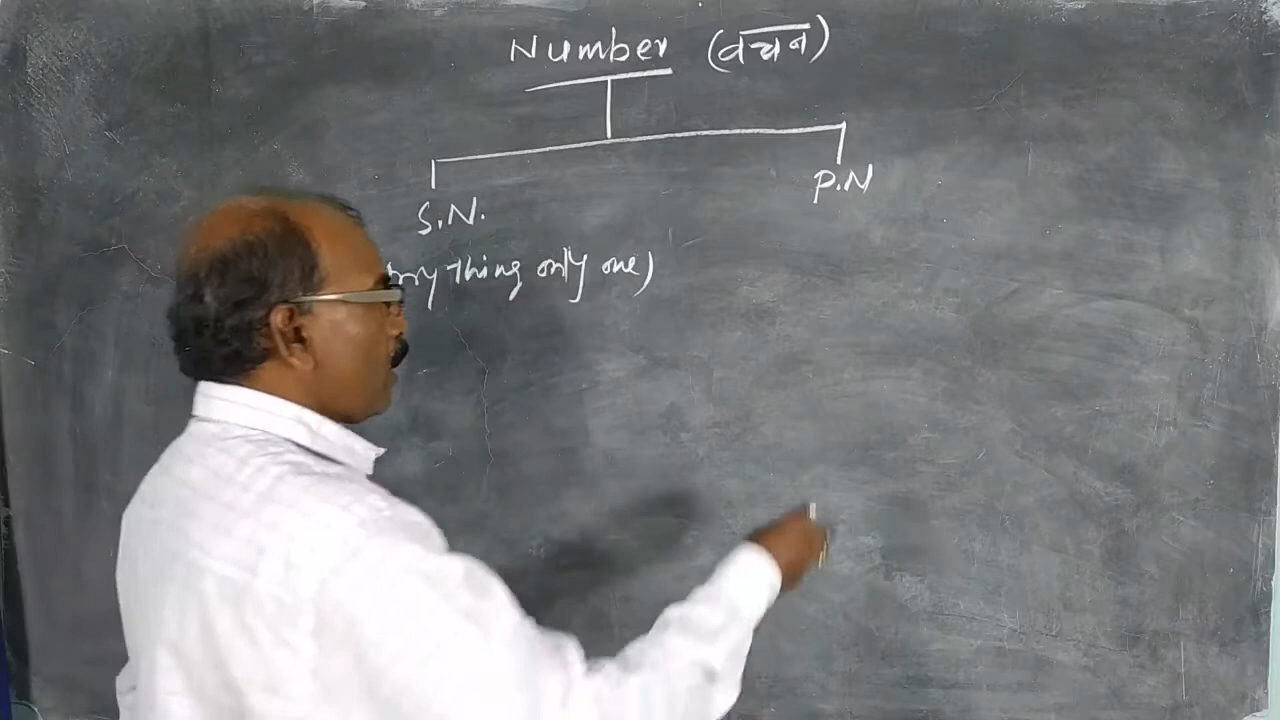 Number (वचन)
S.N.
P.N
thing only one)